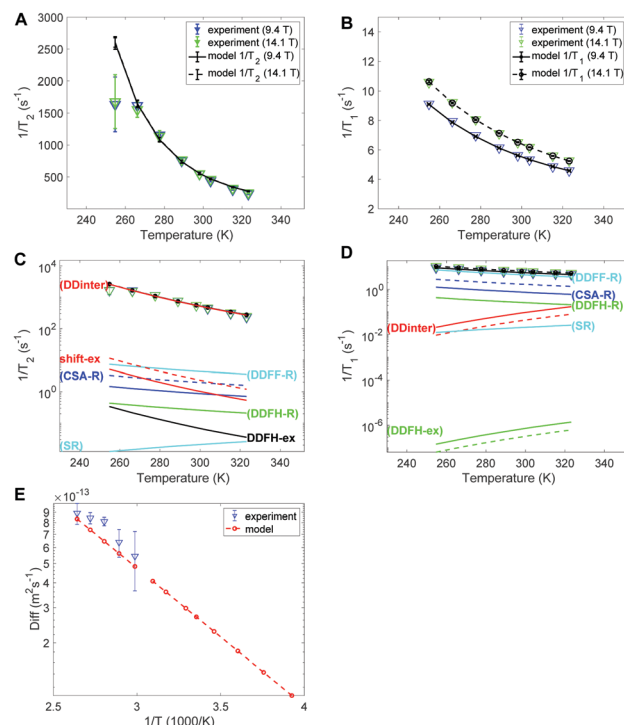 A
3000
2500
2000
1500
1000
500
1/T2 (s-1)
240 260 280 300 320 340
Temperature (K)
experiment (9.4 T)
experiment (14.1 T)
model 1/T2 (9.4 T)
model 1/T2 (14.1 T)
B
14
12
10
8
6
4
2
1/T1 (s-1)
240 260 280 300 320 340
Temperature (K)
experiment (9.4 T)
experiment (14.1 T)
model 1/T1 (9.4 T)
model 1/T1 (14.1 T)
C
10^4
10^2
10^0
1/T2 (s-1)
(DDinter)
shift-ex
(CSA-R)
(SR)
(DDFF-R)
(DDFH-R)
DDFH-ex
240 260 280 300 320 340
Temperature (K)
D
10^0
10^-2
10^-4
10^-6
1/T1 (s-1)
(DDinter)
(DDFH-ex)
(DDFF-R)
(CSA-R)
(DDFH-R)
(SR)
240 260 280 300 320 340
Temperature (K)
E
×10^-13
9
8
7
6
5
4
3
2
Diff (m2s-1)
experiment
model
2.5 3 3.5 4
1/T (1000/K)